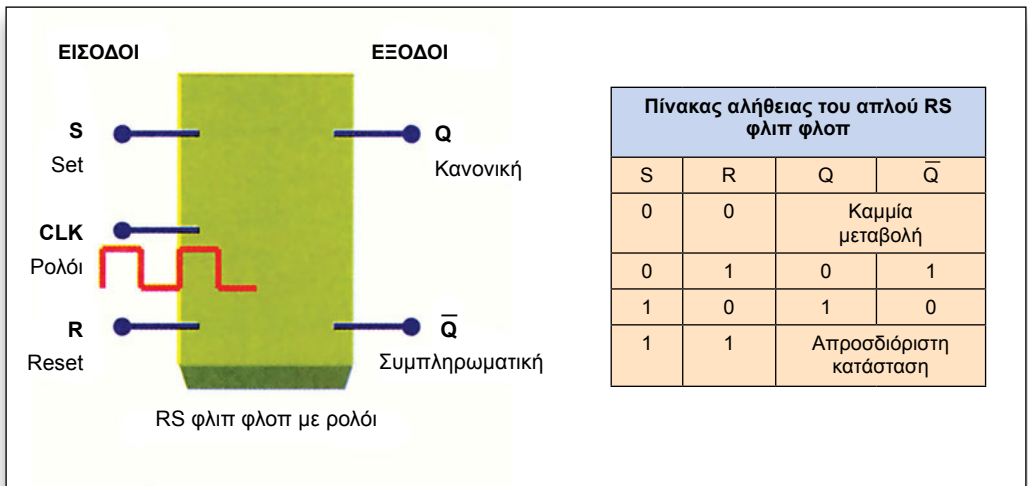 ΕΙΣΟΔΟΙ ΕΞΟΔΟΙ
S Q
Set Κανονική
CLK
Ρολόι
R Q̅
Reset Συμπληρωματική
RS φλιπ φλοπ με ρολόι
Πίνακας αλήθειας του απλού RS
φλιπ φλοπ
S R Q Q̅
0 0 Καμμία
μεταβολή
0 1 0 1
1 0 1 0
1 1 Απροσδιόριστη
κατάσταση